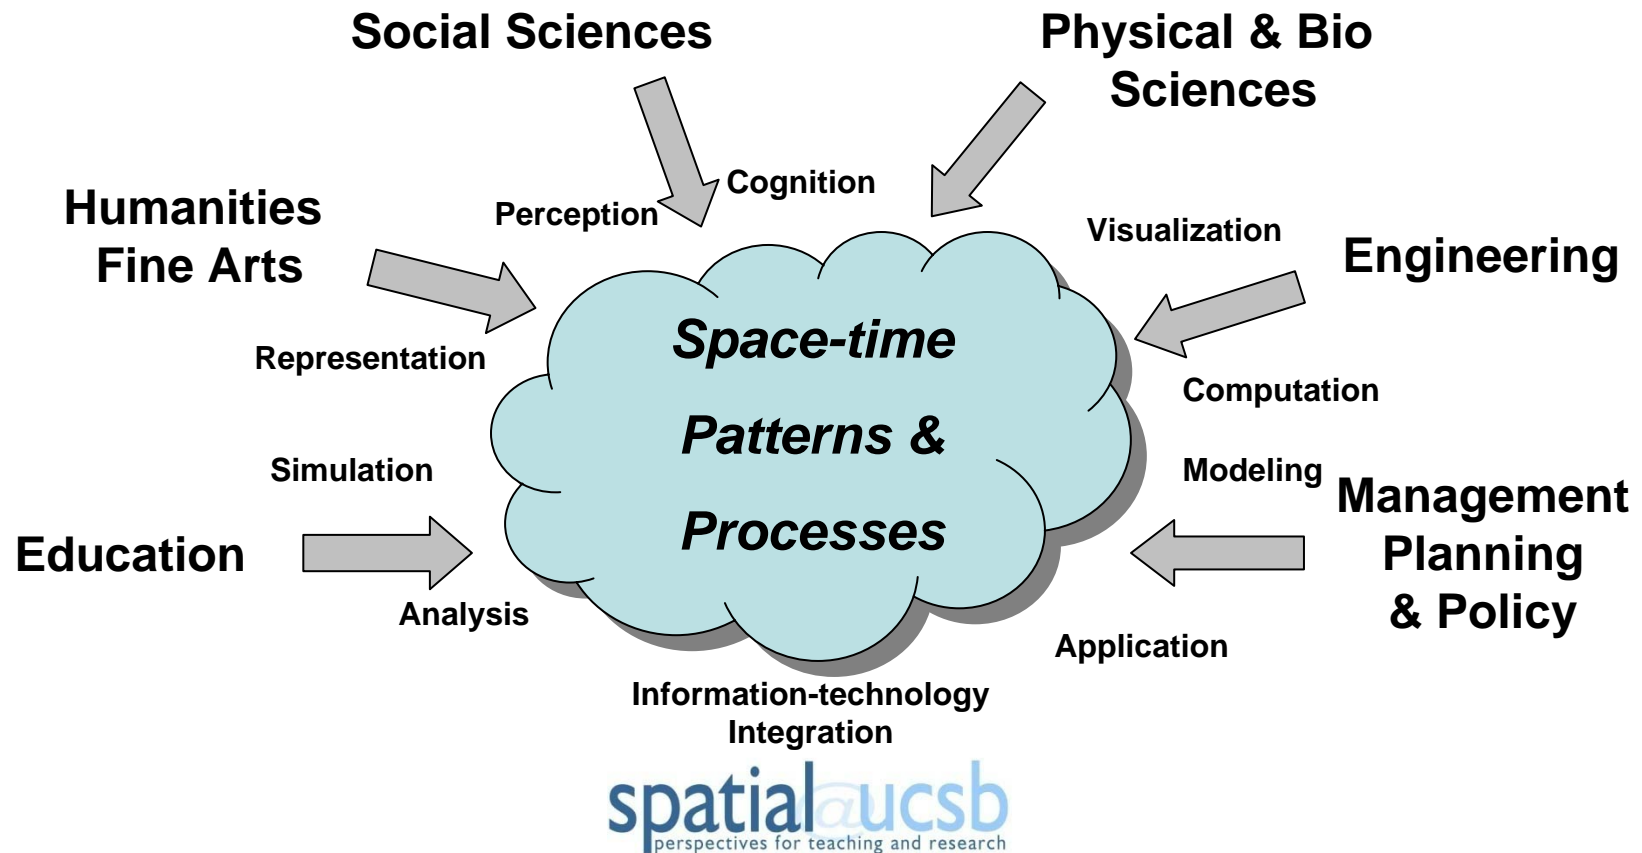 Social Sciences
Physical & Bio
Sciences
Cognition
Perception
Humanities
Fine Arts
Visualization
Engineering
Space-time
Patterns &
Processes
Representation
Computation
Simulation
Modeling
Management
Planning
& Policy
Education
Analysis
Application
Information-technology
Integration
spatial@ucsb
perspectives for teaching and research